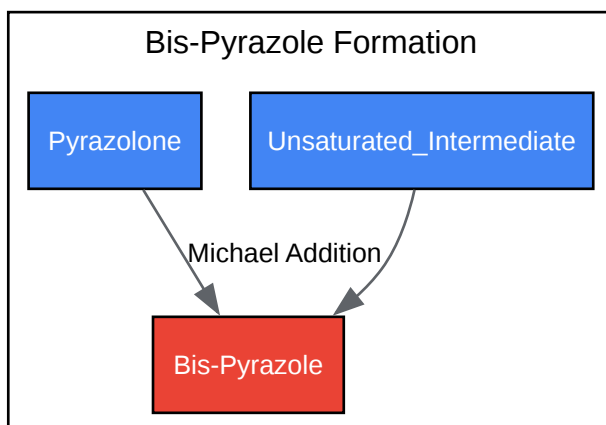 Bis-Pyrazole Formation
Pyrazolone
Unsaturated_Intermediate
Michael Addition
Bis-Pyrazole